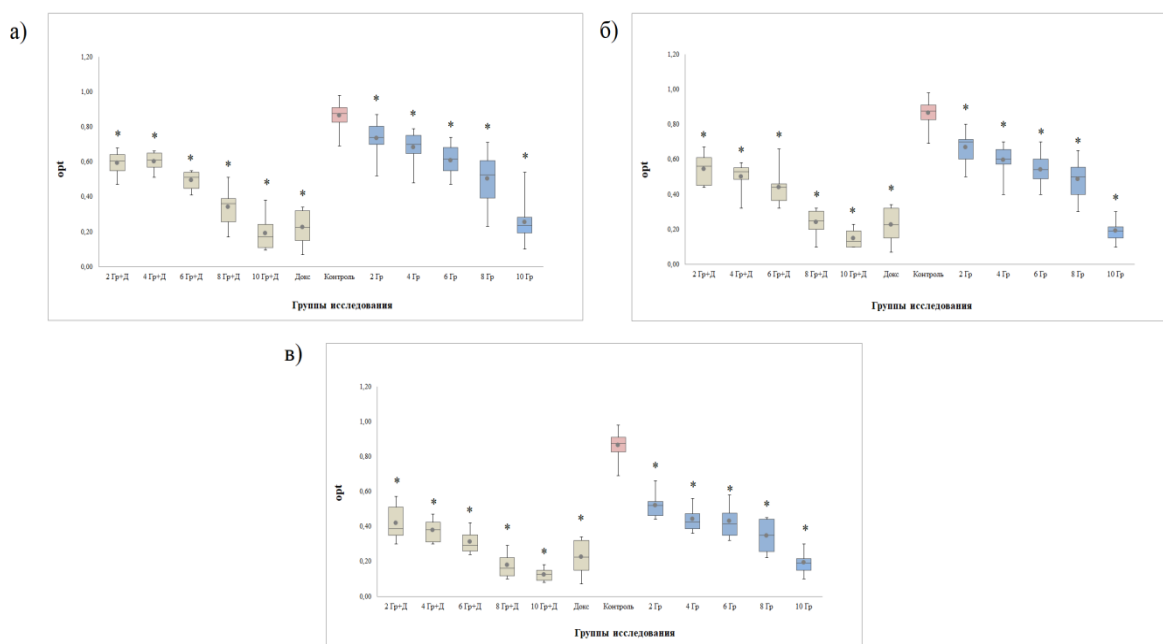 а)
1,20
1,00
0,80
0,60
0,40
0,20
0,00
opt
* * * * * * * * * * *
2 Гр+Д 4 Гр+Д 6 Гр+Д 8 Гр+Д 10 Гр+Д Докс Контроль 2 Гр 4 Гр 6 Гр 8 Гр 10 Гр
Группы исследования
б)
1,20
1,00
0,80
0,60
0,40
0,20
0,00
opt
* * * * * * * * * * *
2 Гр+Д 4 Гр+Д 6 Гр+Д 8 Гр+Д 10 Гр+Д Докс Контроль 2 Гр 4 Гр 6 Гр 8 Гр 10 Гр
Группы исследования
в)
1,20
1,00
0,80
0,60
0,40
0,20
0,00
opt
* * * * * * * * * * *
2 Гр+Д 4 Гр+Д 6 Гр+Д 8 Гр+Д 10 Гр+Д Докс Контроль 2 Гр 4 Гр 6 Гр 8 Гр 10 Гр
Группы исследования